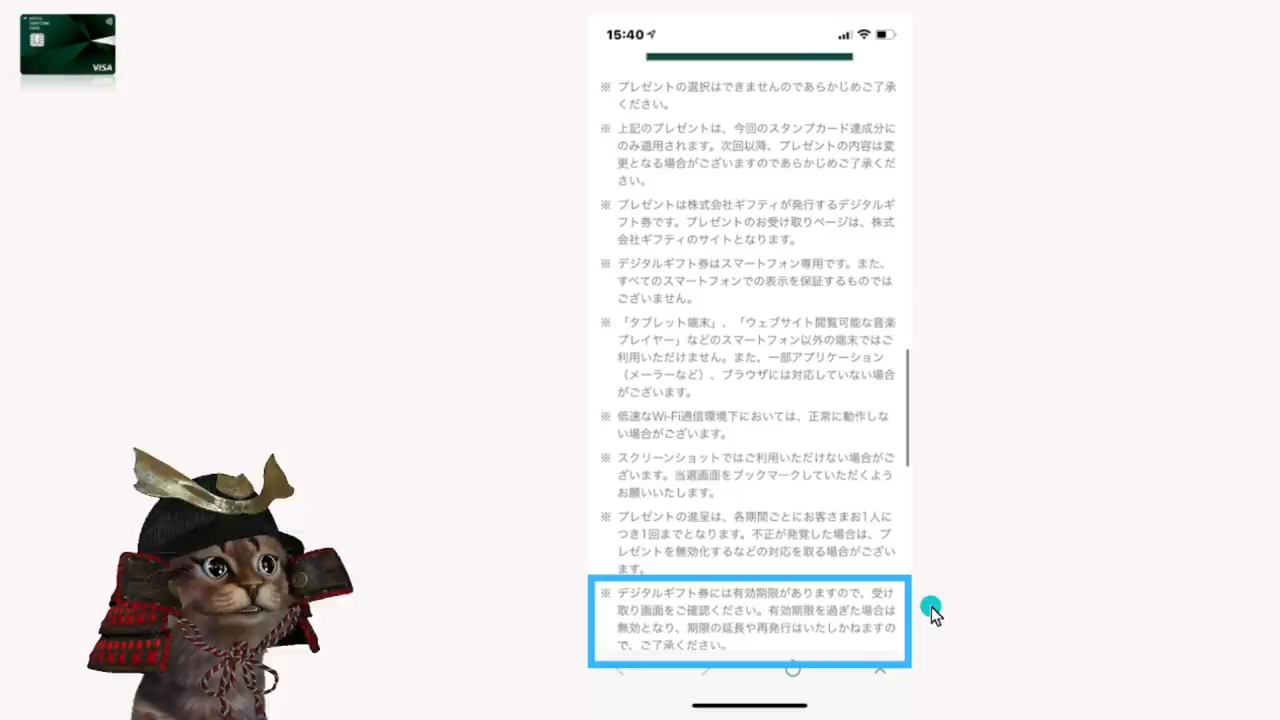 VISA
15:40
※ プレゼントの選択はできませんのであらかじめご了承
ください。
※ 上記のプレゼントは、今回のスタンプカード達成分に
のみ適用されます。次回以降、プレゼントの内容は変
更となる場合がございますのであらかじめご了承くだ
さい。
※ プレゼントは株式会社ギフティが発行するデジタルギ
フト券です。プレゼントのお受け取りページは、株式
会社ギフティのサイトとなります。
※ デジタルギフト券はスマートフォン専用です。また、
すべてのスマートフォンでの表示を保証するものでは
ございません。
※ 「タブレット端末」、「ウェブサイト閲覧可能な音楽
プレイヤー」などのスマートフォン以外の端末ではご
利用いただけません。また、一部アプリケーション
（メーラーなど）、ブラウザには対応していない場合
がございます。
※ 低速なWi-Fi通信環境下においては、正常に動作しな
い場合がございます。
※ スクリーンショットではご利用いただけない場合がご
ざいます。当選画面をブックマークしていただくよう
お願いいたします。
※ プレゼントの進呈は、各期間ごとにお客さまお1人に
つき1回までとなります。不正が発覚した場合は、プ
レゼントを無効化するなどの対応を取る場合がござい
ます。
※ デジタルギフト券には有効期限がありますので、受け
取り画面をご確認ください。有効期限を過ぎた場合は
無効となり、期限の延長や再発行はいたしかねますの
で、ご了承ください。